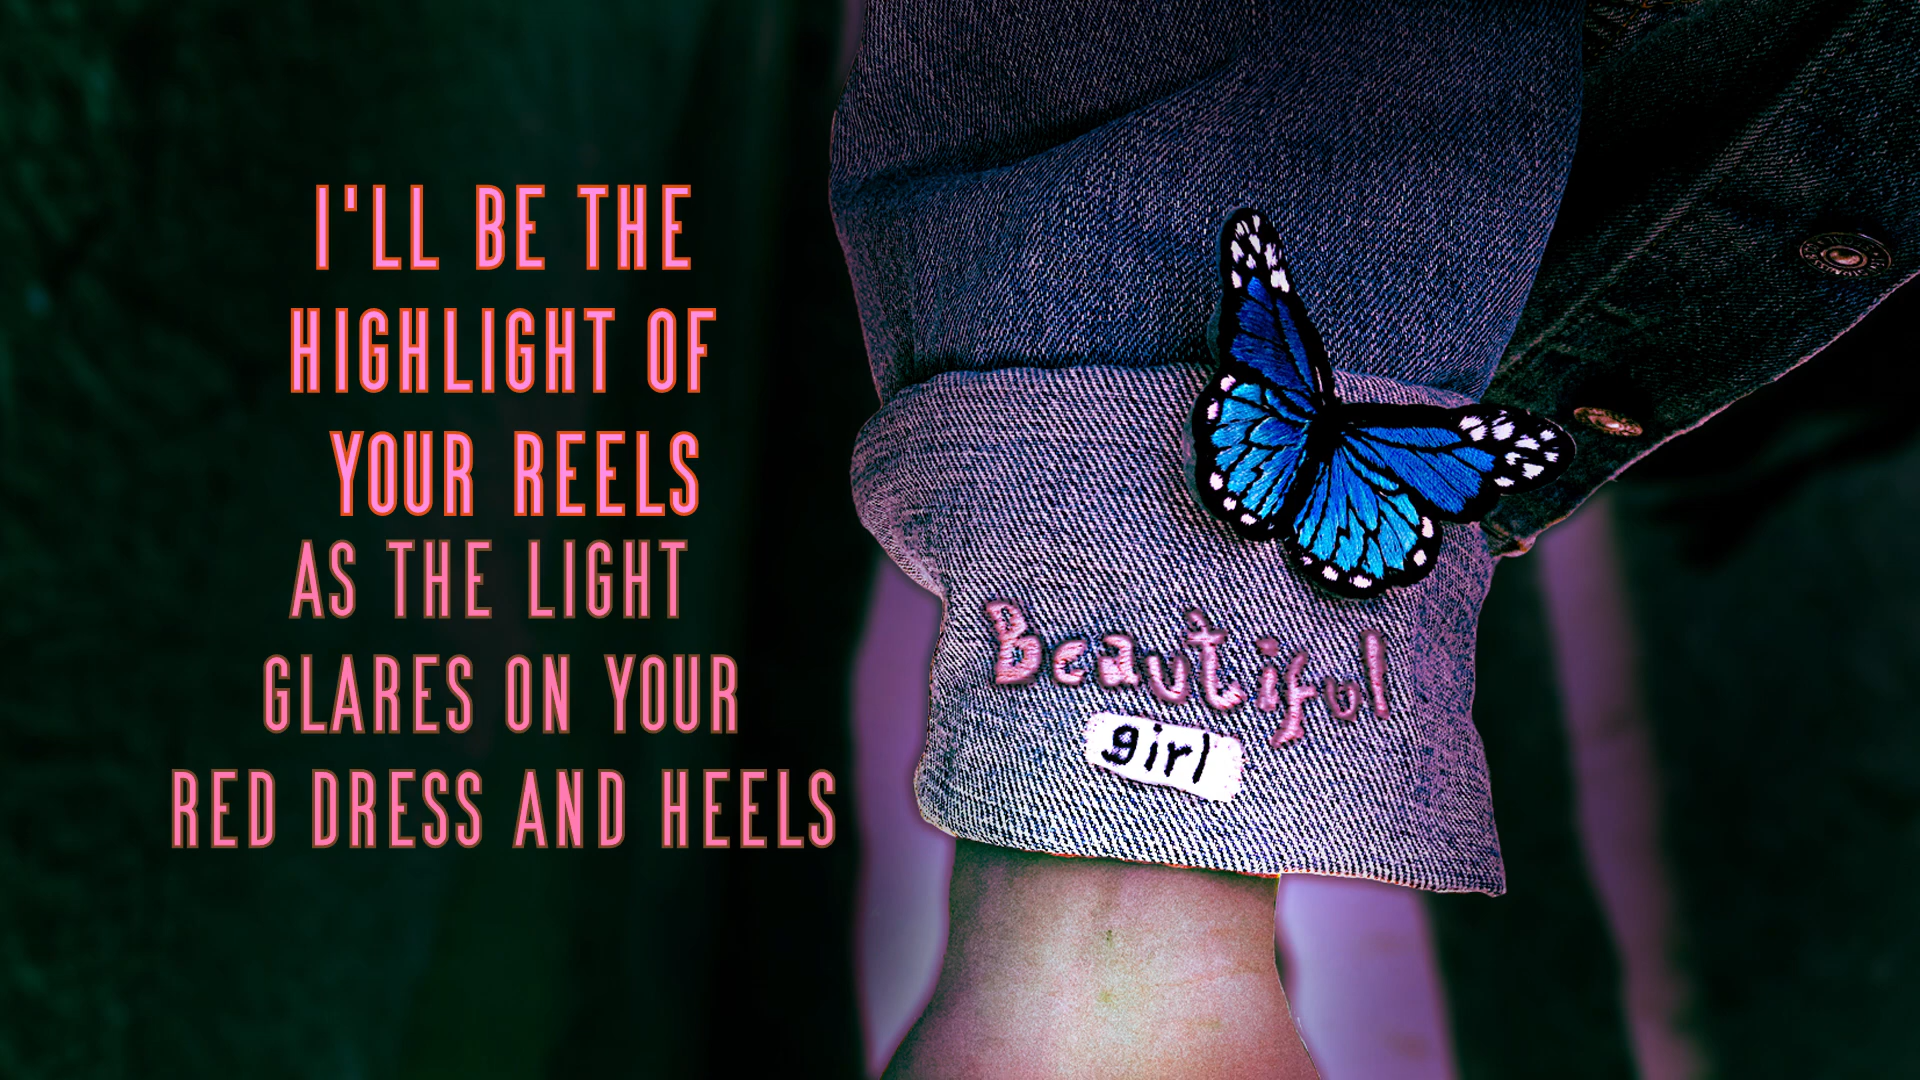 I'LL BE THE
HIGHLIGHT OF
YOUR REELS
AS THE LIGHT
GLARES ON YOUR
RED DRESS AND HEELS
Beautiful
girl